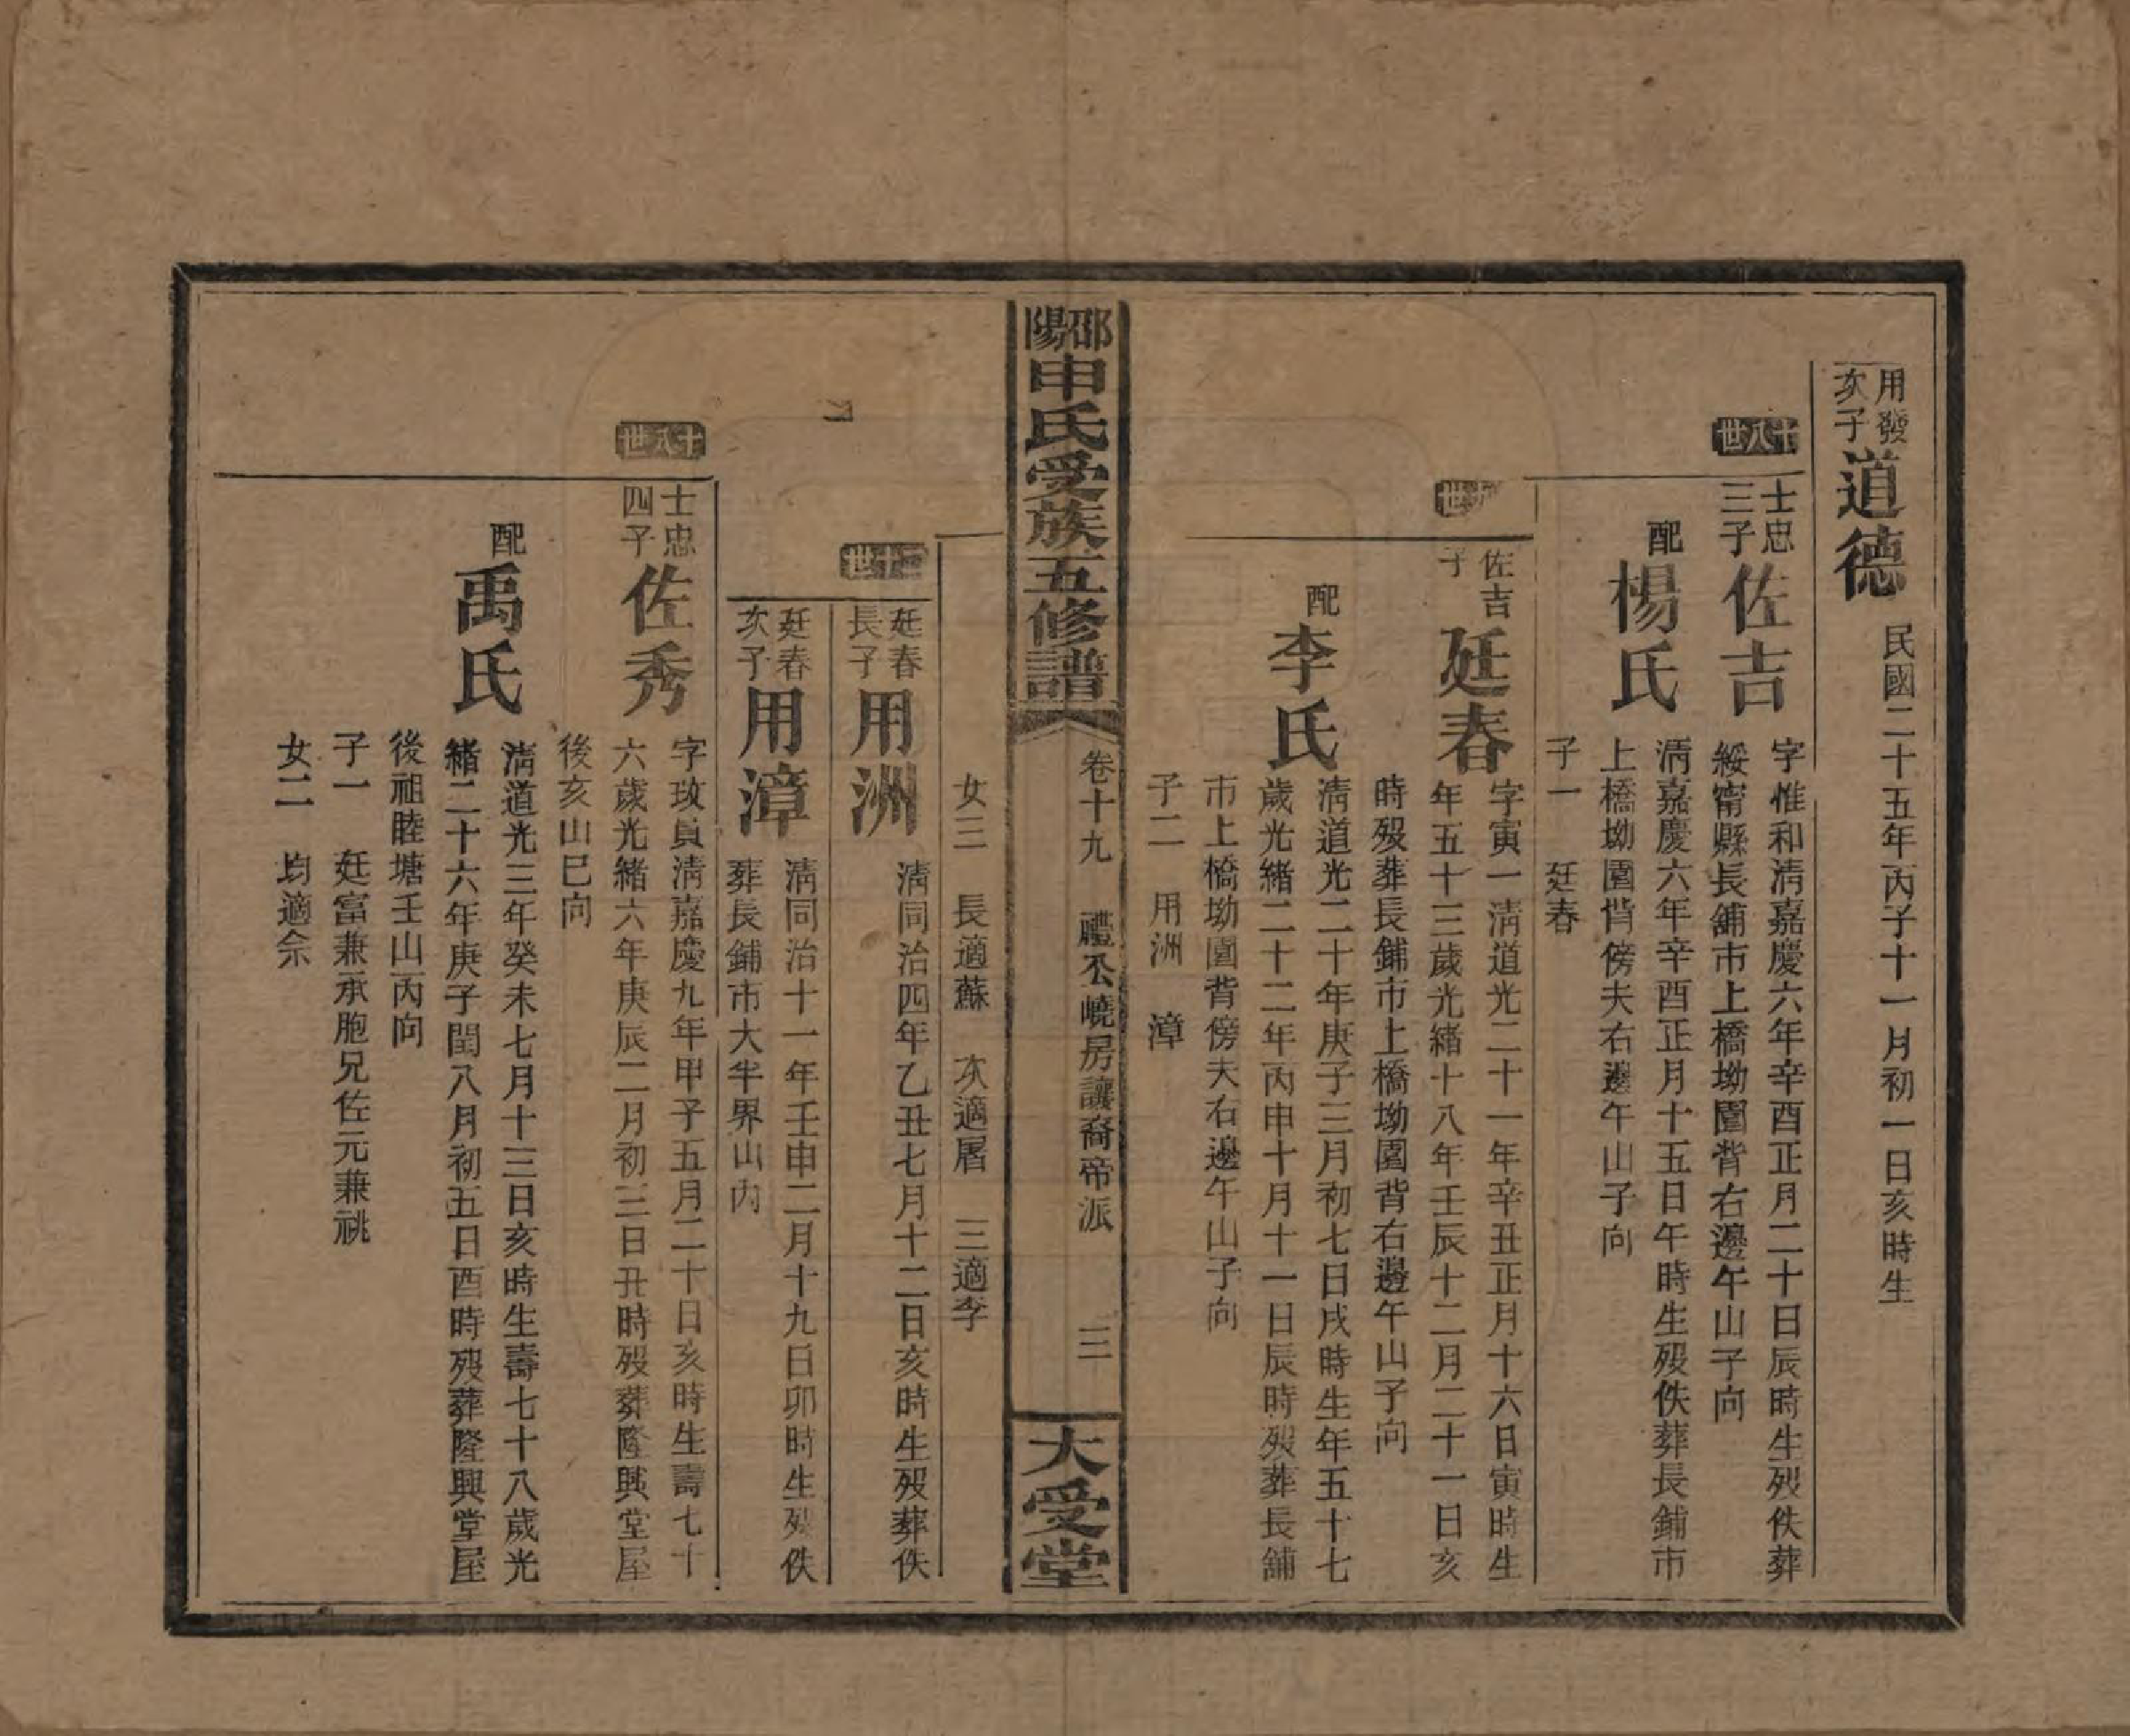 用發
次子
道德
民國二十五年丙子十一月初一日亥時生
十八世
士忠
三子
佐吉
字惟和清嘉慶六年辛酉正月二十日辰時生歿佚葬
綏甯縣長舖市上橋坳園背右邊午山子向
配
楊氏
清嘉慶六年辛酉正月十五日午時生歿佚葬長鋪市
上橋坳園背傍夫右邊午山子向
子一 廷春
佐吉
子
廷春
字寅一清道光二十一年辛丑正月十六日寅時生
年五十三歲光緒十八年壬辰十二月二十一日亥
時歿葬長鋪市上橋坳園背右邊午山子向
配
李氏
清道光二十年庚子三月初七日戌時生年五十七
歲光緒二十二年丙申十月十一日辰時歿葬長舖
市上橋坳園背傍夫右邊午山子向
子二 用洲 漳
邵陽
申氏受族五修譜
卷十九 禮公嶢房讓裔帝派 三
大受堂
女三 長適蘇 次適屠 三適李
二十世
廷春
長子
用洲
清同治四年乙丑七月十二日亥時生歿葬佚
廷春
次子
用漳
清同治十一年壬申二月十九日卯時生歿佚
葬長鋪市大半界山內
十八世
士忠
四子
佐秀
字玫員清嘉慶九年甲子五月二十日亥時生壽七十
六歲光緒六年庚辰二月初三日丑時歿葬隆興堂屋
後亥山巳向
配
禹氏
清道光三年癸未七月十三日亥時生壽七十八歲光
緒二十六年庚子閏八月初五日酉時歿葬隆興堂屋
後祖睦塘壬山丙向
子一 廷富兼承胞兄佐元兼祧
女二 均適佘